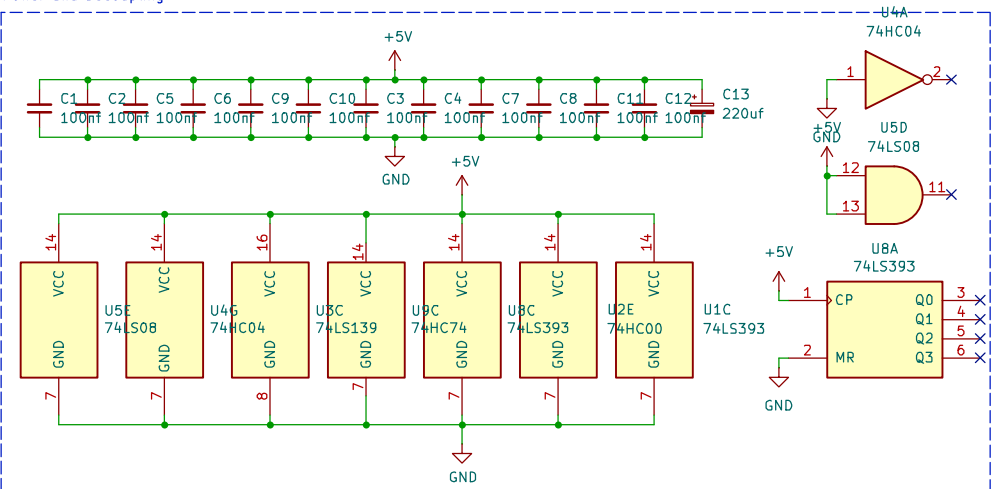 U4A
74HC04
+5V
1
2
C1
100nf
C2
100nf
C5
100nf
C6
100nf
C9
100nf
C10
100nf
C3
100nf
C4
100nf
C7
100nf
C8
100nf
C11
100nf
C12
100nf
+
C13
220uf
GND
GND
+5V
U5D
74LS08
12
13
11
+5V
14
VCC
GND
7
U5E
74LS08
14
VCC
GND
7
U4G
74HC04
16
VCC
GND
8
U3C
74LS139
14
VCC
GND
7
U9C
74HC74
14
VCC
GND
7
U8C
74LS393
14
VCC
GND
7
U2E
74HC00
14
VCC
GND
7
U1C
74LS393
GND
U8A
74LS393
+5V
1
CP
2
MR
Q0
3
Q1
4
Q2
5
Q3
6
GND